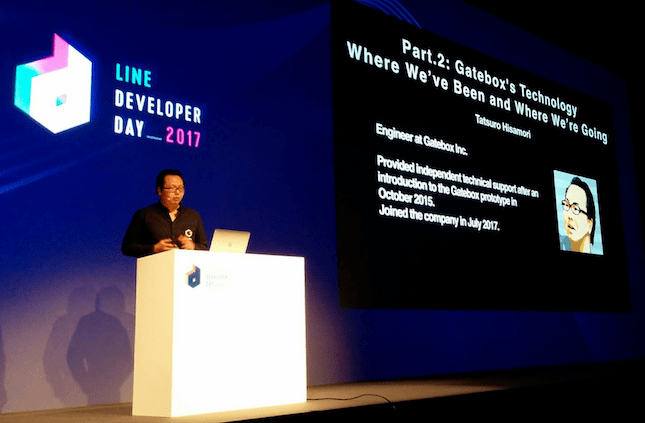 LINE
DEVELOPER
DAY__2017
Part.2: Gatebox's Technology
Where We've Been and Where We're Going
Tatsuro Hisamori
Engineer at Gatebox Inc.
Provided independent technical support after an
introduction to the Gatebox prototype in
October 2015.
Joined the company in July 2017.